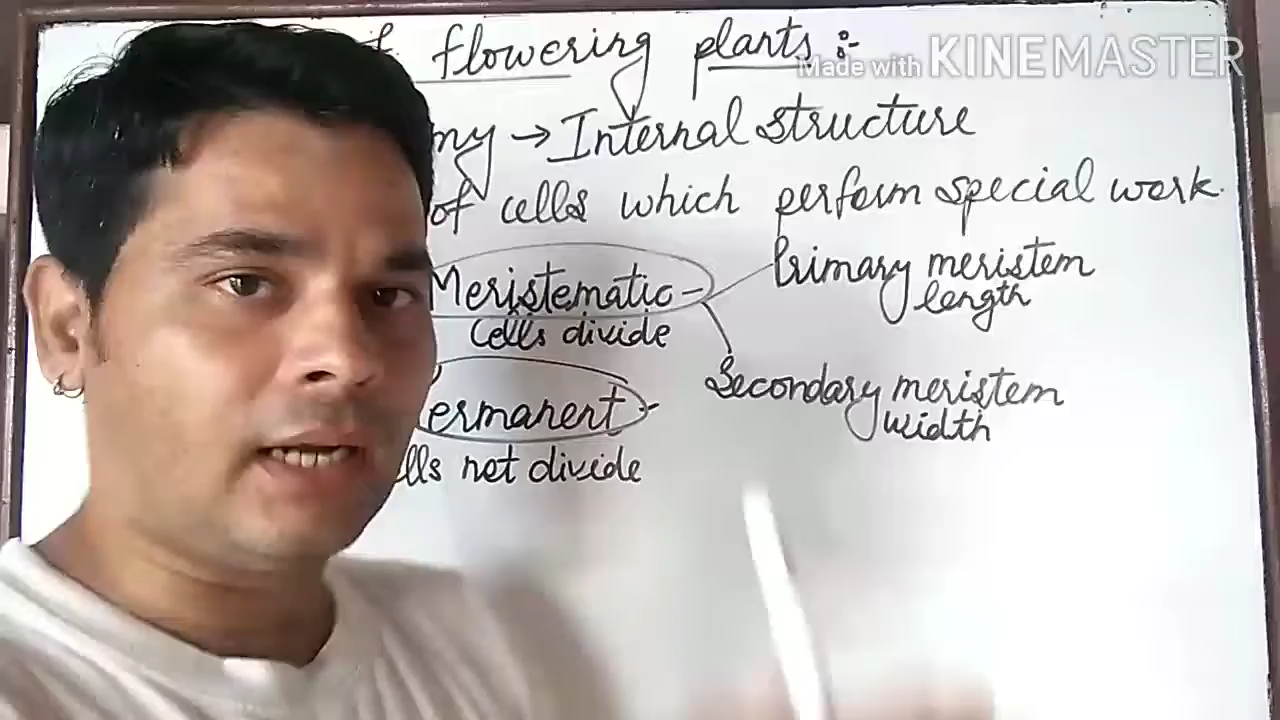 flowering plants :-
Made with KINEMASTER
my → Internal structure
of cells which perform special work.
Meristematic -
Cells divide
Primary meristem
length
Secondary meristem
width
ermanent -
lls not divide